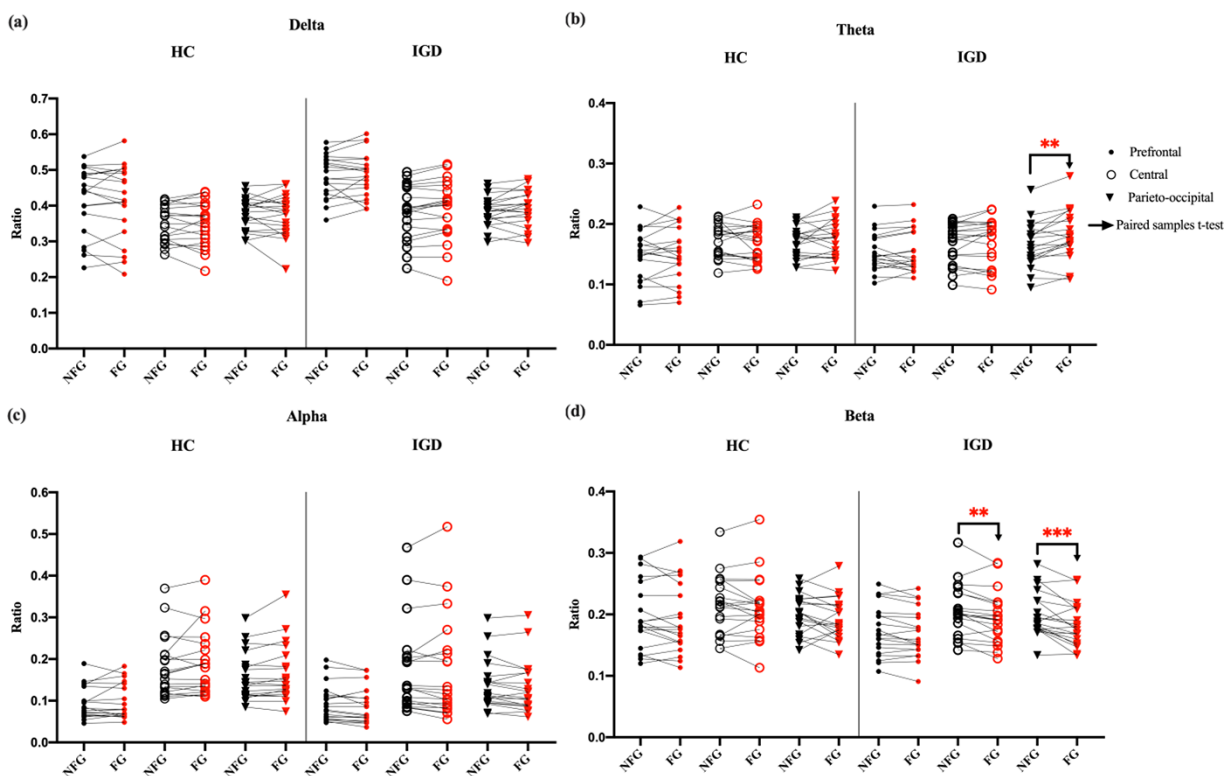 (a)
Delta
HC
IGD
0.7
0.6
0.5
0.4
0.3
0.2
0.1
0.0
Ratio
NFG
FG
NFG
FG
NFG
FG
NFG
FG
NFG
FG
NFG
FG
(b)
Theta
HC
IGD
0.4
0.3
0.2
0.1
0.0
Ratio
**
NFG
FG
NFG
FG
NFG
FG
NFG
FG
NFG
FG
NFG
FG
Prefrontal
Central
Parieto-occipital
Paired samples t-test
(c)
Alpha
HC
IGD
0.6
0.5
0.4
0.3
0.2
0.1
0.0
Ratio
NFG
FG
NFG
FG
NFG
FG
NFG
FG
NFG
FG
NFG
FG
(d)
Beta
HC
IGD
0.4
0.3
0.2
0.1
0.0
Ratio
**
***
NFG
FG
NFG
FG
NFG
FG
NFG
FG
NFG
FG
NFG
FG